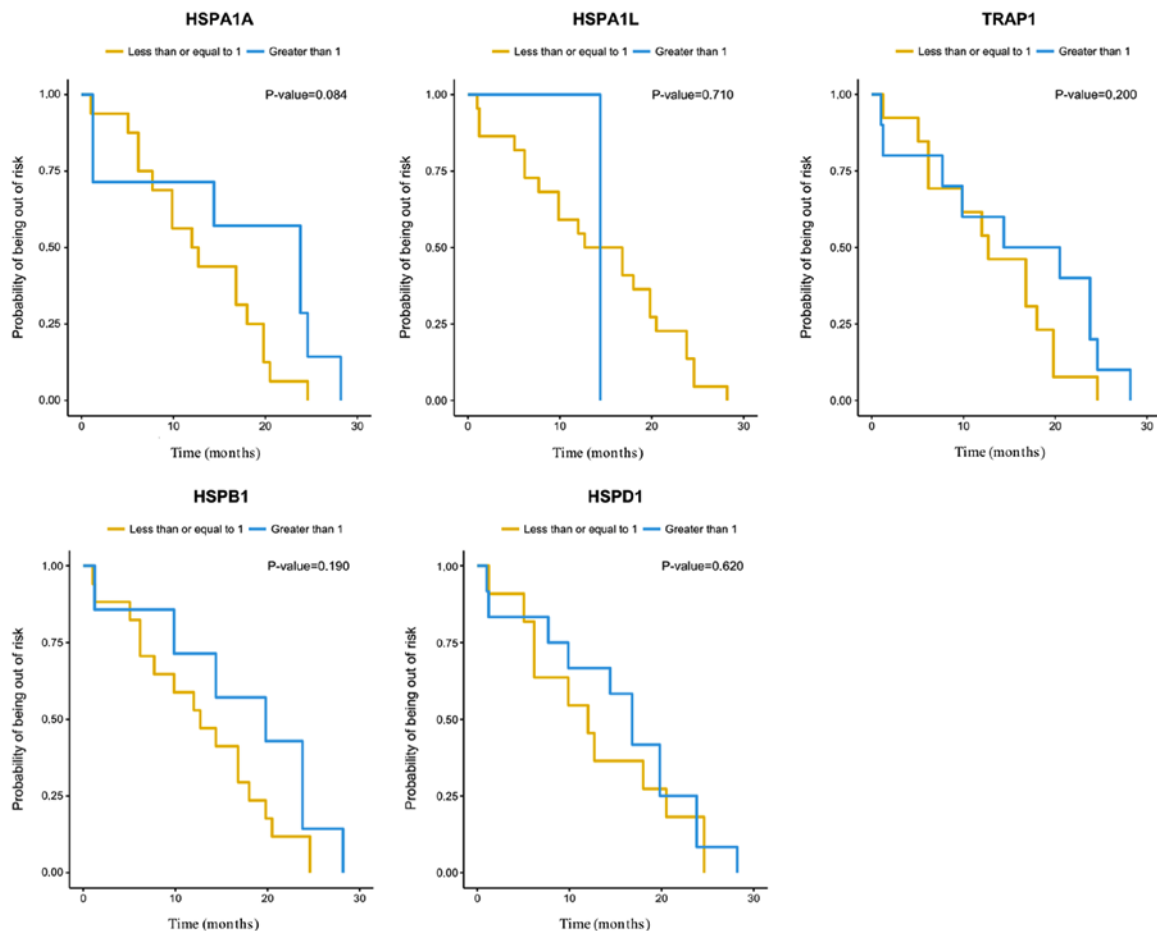 HSPA1A
Less than or equal to 1 Greater than 1
P-value=0.084
1.00
0.75
0.50
0.25
0.00
Probability of being out of risk
0 10 20 30
Time (months)
HSPA1L
Less than or equal to 1 Greater than 1
P-value=0.710
1.00
0.75
0.50
0.25
0.00
Probability of being out of risk
0 10 20 30
Time (months)
TRAP1
Less than or equal to 1 Greater than 1
P-value=0.200
1.00
0.75
0.50
0.25
0.00
Probability of being out of risk
0 10 20 30
Time (months)
HSPB1
Less than or equal to 1 Greater than 1
P-value=0.190
1.00
0.75
0.50
0.25
0.00
Probability of being out of risk
0 10 20 30
Time (months)
HSPD1
Less than or equal to 1 Greater than 1
P-value=0.620
1.00
0.75
0.50
0.25
0.00
Probability of being out of risk
0 10 20 30
Time (months)